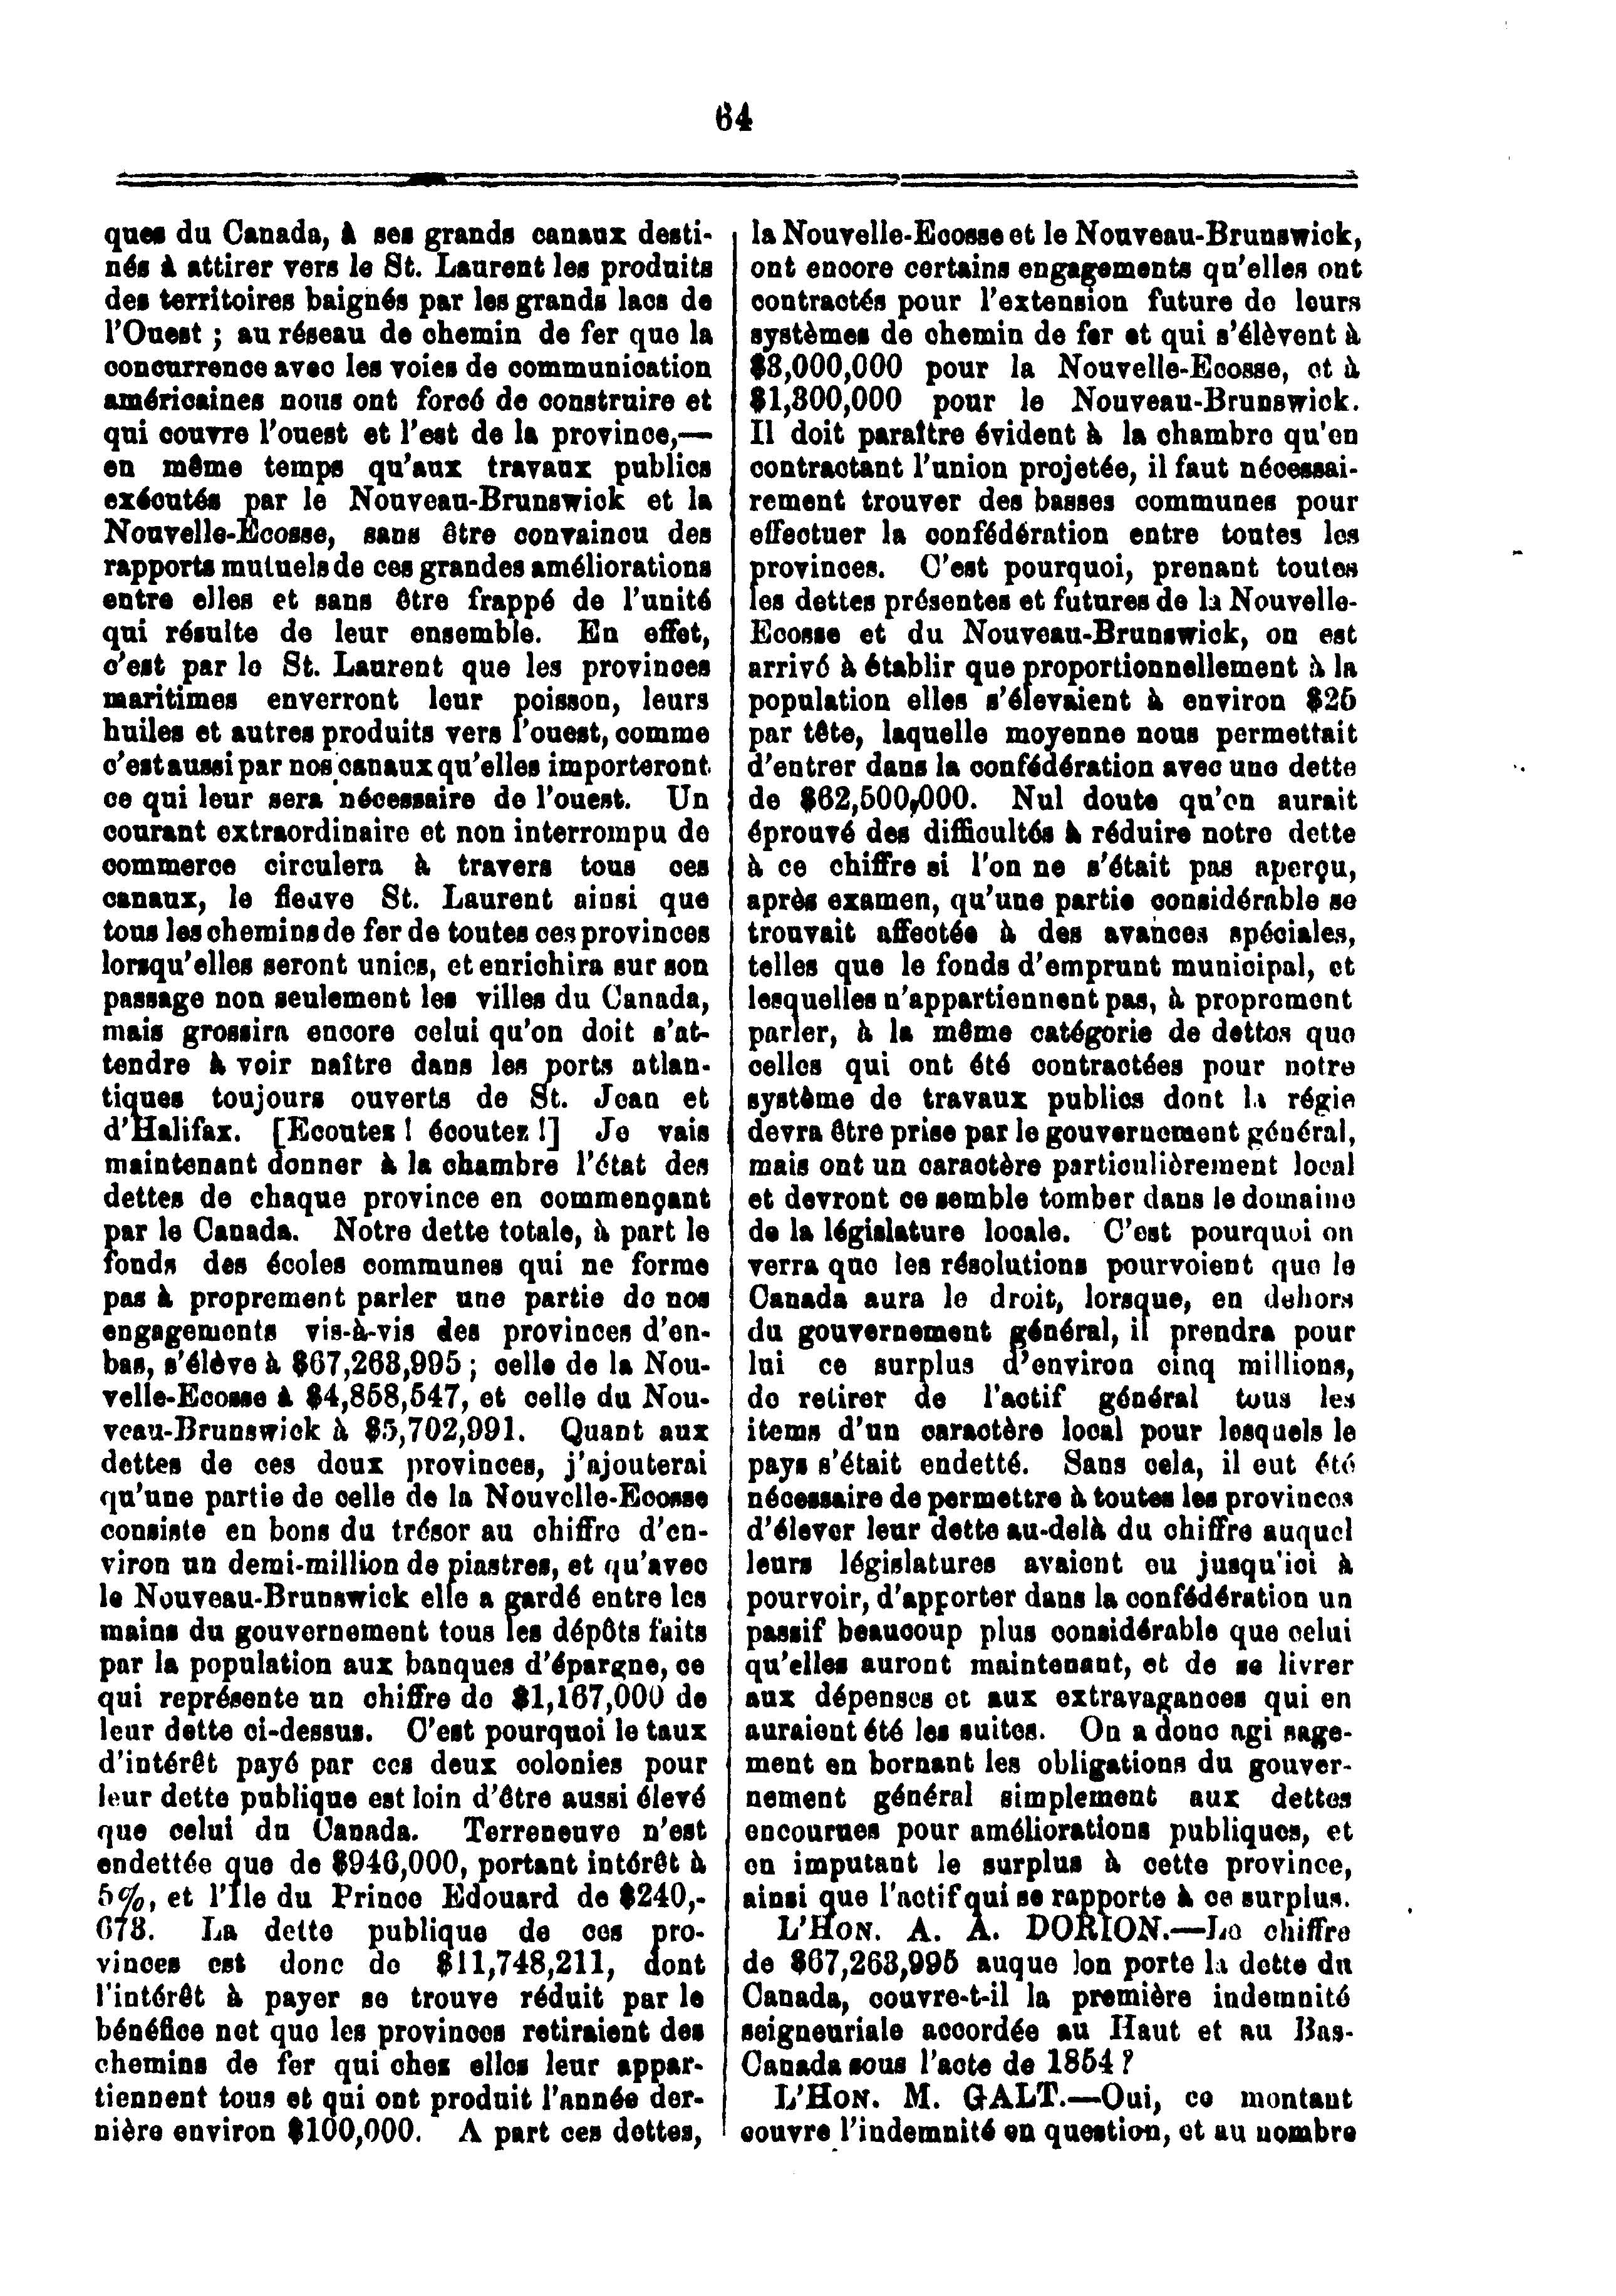 64
ques du Canada, à ses grands canaux desti-
nés à attirer vers le St. Laurent les produits
des territoires baignés par les grands lacs de
l'Ouest ; au réseau de chemin de fer que la
concurrence avec les voies de communication
américaines nous ont forcé de construire et
qui couvre l'ouest et l'est de la province,—
en même temps qu'aux travaux publics
exécutés par le Nouveau-Brunswick et la
Nouvelle-Ecosse, sans être convaincu des
rapports mutuels de ces grandes améliorations
entre elles et sans être frappé de l'unité
qui résulte de leur ensemble. En effet,
c'est par le St. Laurent que les provinces
maritimes enverront leur poisson, leurs
huiles et autres produits vers l'ouest, comme
c'est aussi par nos canaux qu'elles importeront
ce qui leur sera nécessaire de l'ouest. Un
courant extraordinaire et non interrompu de
commerce circulera à travers tous ces
canaux, le fleuve St. Laurent ainsi que
tous les chemins de fer de toutes ces provinces
lorsqu'elles seront unies, et enrichira sur son
passage non seulement les villes du Canada,
mais grossira encore celui qu'on doit s'at-
tendre à voir naître dans les ports atlan-
tiques toujours ouverts de St. Jean et
d'Halifax. [Ecoutez ! écoutez !] Je vais
maintenant donner à la chambre l'état des
dettes de chaque province en commençant
par le Canada. Notre dette totale, à part le
fonds des écoles communes qui ne forme
pas à proprement parler une partie de nos
engagements vis-à-vis des provinces d'en-
bas, s'élève à $67,263,995 ; celle de la Nou-
velle-Ecosse à $4,858,547, et celle du Nou-
veau-Brunswick à $5,702,991. Quant aux
dettes de ces deux provinces, j'ajouterai
qu'une partie de celle de la Nouvelle-Ecosse
consiste en bons du trésor au chiffre d'en-
viron un demi-million de piastres, et qu'avec
le Nouveau-Brunswick elle a gardé entre les
mains du gouvernement tous les dépôts faits
par la population aux banques d'épargne, ce
qui représente un chiffre de $1,167,000 de
leur dette ci-dessus. C'est pourquoi le taux
d'intérêt payé par ces deux colonies pour
leur dette publique est loin d'être aussi élevé
que celui du Canada. Terreneuve n'est
endettée que de $946,000, portant intérêt à
5%, et l'Ile du Prince Edouard de $240,-
673. La dette publique de ces pro-
vinces est donc de $11,748,211, dont
l'intérêt à payer se trouve réduit par le
bénéfice net que les provinces retiraient des
chemins de fer qui chez elles leur appar-
tiennent tous et qui ont produit l'année der-
nière environ $100,000. A part ces dettes,
la Nouvelle-Ecosse et le Nouveau-Brunswick,
ont encore certains engagements qu'elles ont
contractés pour l'extension future de leurs
systèmes de chemin de fer et qui s'élèvent à
$3,000,000 pour la Nouvelle-Ecosse, et à
$1,300,000 pour le Nouveau-Brunswick.
Il doit paraître évident à la chambre qu'en
contractant l'union projetée, il faut nécessai-
rement trouver des basses communes pour
effectuer la confédération entre toutes les
provinces. C'est pourquoi, prenant toutes
les dettes présentes et futures de la Nouvelle-
Ecosse et du Nouveau-Brunswick, on est
arrivé à établir que proportionnellement à la
population elles s'élevaient à environ $25
par tête, laquelle moyenne nous permettait
d'entrer dans la confédération avec une dette
de $62,500,000. Nul doute qu'on aurait
éprouvé des difficultés à réduire notre dette
à ce chiffre si l'on ne s'était pas aperçu,
après examen, qu'une partie considérable se
trouvait affectée à des avances spéciales,
telles que le fonds d'emprunt municipal, et
lesquelles n'appartiennent pas, à proprement
parler, à la même catégorie de dettes que
celles qui ont été contractées pour notre
système de travaux publics dont la régie
devra être prise par le gouvernement général,
mais ont un caractère particulièrement local
et devront ce semble tomber dans le domaine
de la législature locale. C'est pourquoi on
verra que les résolutions pourvoient que le
Canada aura le droit, lorsque, en dehors
du gouvernement général, il prendra pour
lui ce surplus d'environ cinq millions,
de retirer de l'actif général tous les
items d'un caractère local pour lesquels le
pays s'était endetté. Sans cela, il eut été
nécessaire de permettre à toutes les provinces
d'élever leur dette au-delà du chiffre auquel
leurs législatures avaient eu jusqu'ici à
pourvoir, d'apporter dans la confédération un
passif beaucoup plus considérable que celui
qu'elles auront maintenant, et de se livrer
aux dépenses et aux extravagances qui en
auraient été les suites. On a donc agi sage-
ment en bornant les obligations du gouver-
nement général simplement aux dettes
encourues pour améliorations publiques, et
en imputant le surplus à cette province,
ainsi que l'actif qui se rapporte à ce surplus.
L'HON. A. A. DORION.—Le chiffre
de $67,263,995 auque lon porte la dette du
Canada, couvre-t-il la première indemnité
seigneuriale accordée au Haut et au Bas-
Canada sous l'acte de 1854 ?
L'HON. M. GALT.—Oui, ce montant
couvre l'indemnité en question, et au nombre